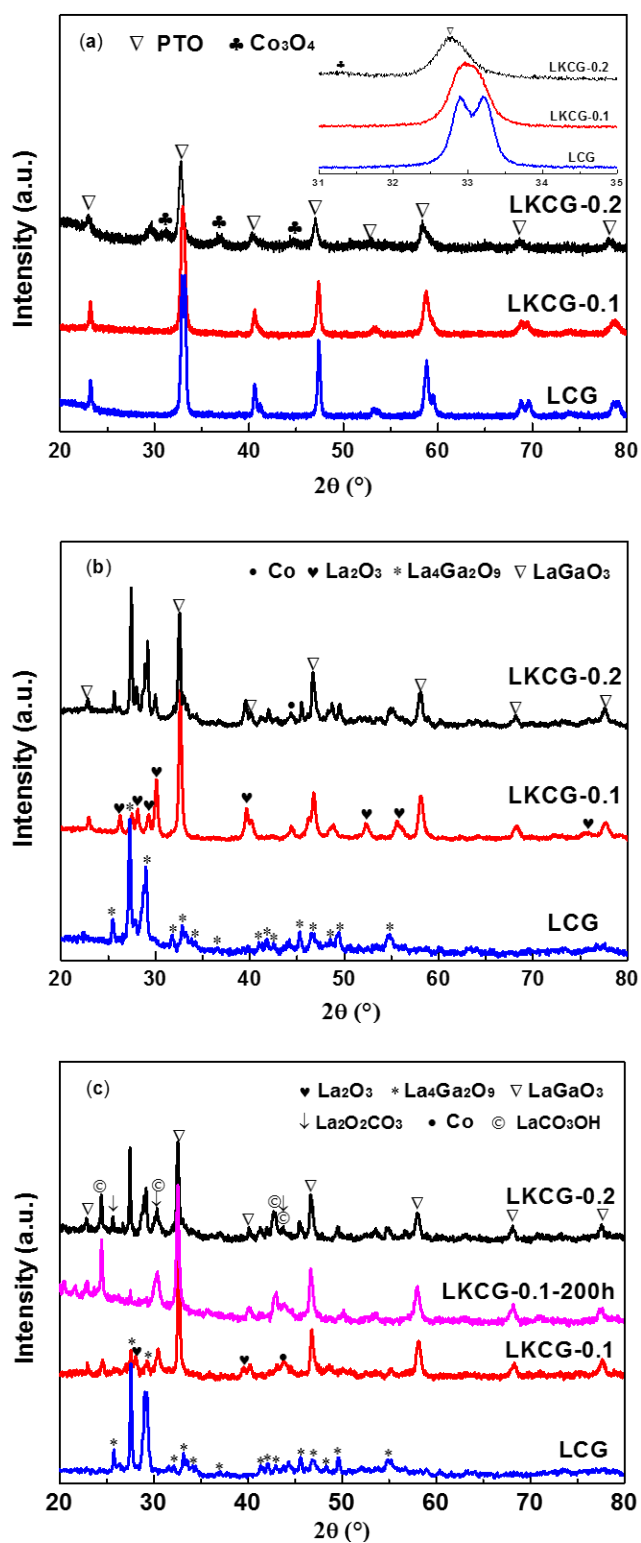 (a) ▽ PTO ♣ Co₃O₄
LKCG-0.2
LKCG-0.1
LCG
31 32 33 34 35
LKCG-0.2
LKCG-0.1
LCG
Intensity (a.u.)
20 30 40 50 60 70 80
2θ (°)
(b) • Co ♥ La₂O₃ * La₄Ga₂O₉ ▽ LaGaO₃
LKCG-0.2
LKCG-0.1
LCG
Intensity (a.u.)
20 30 40 50 60 70 80
2θ (°)
(c) ♥ La₂O₃ * La₄Ga₂O₉ ▽ LaGaO₃
↓ La₂O₂CO₃ • Co © LaCO₃OH
LKCG-0.2
LKCG-0.1-200h
LKCG-0.1
LCG
Intensity (a.u.)
20 30 40 50 60 70 80
2θ (°)